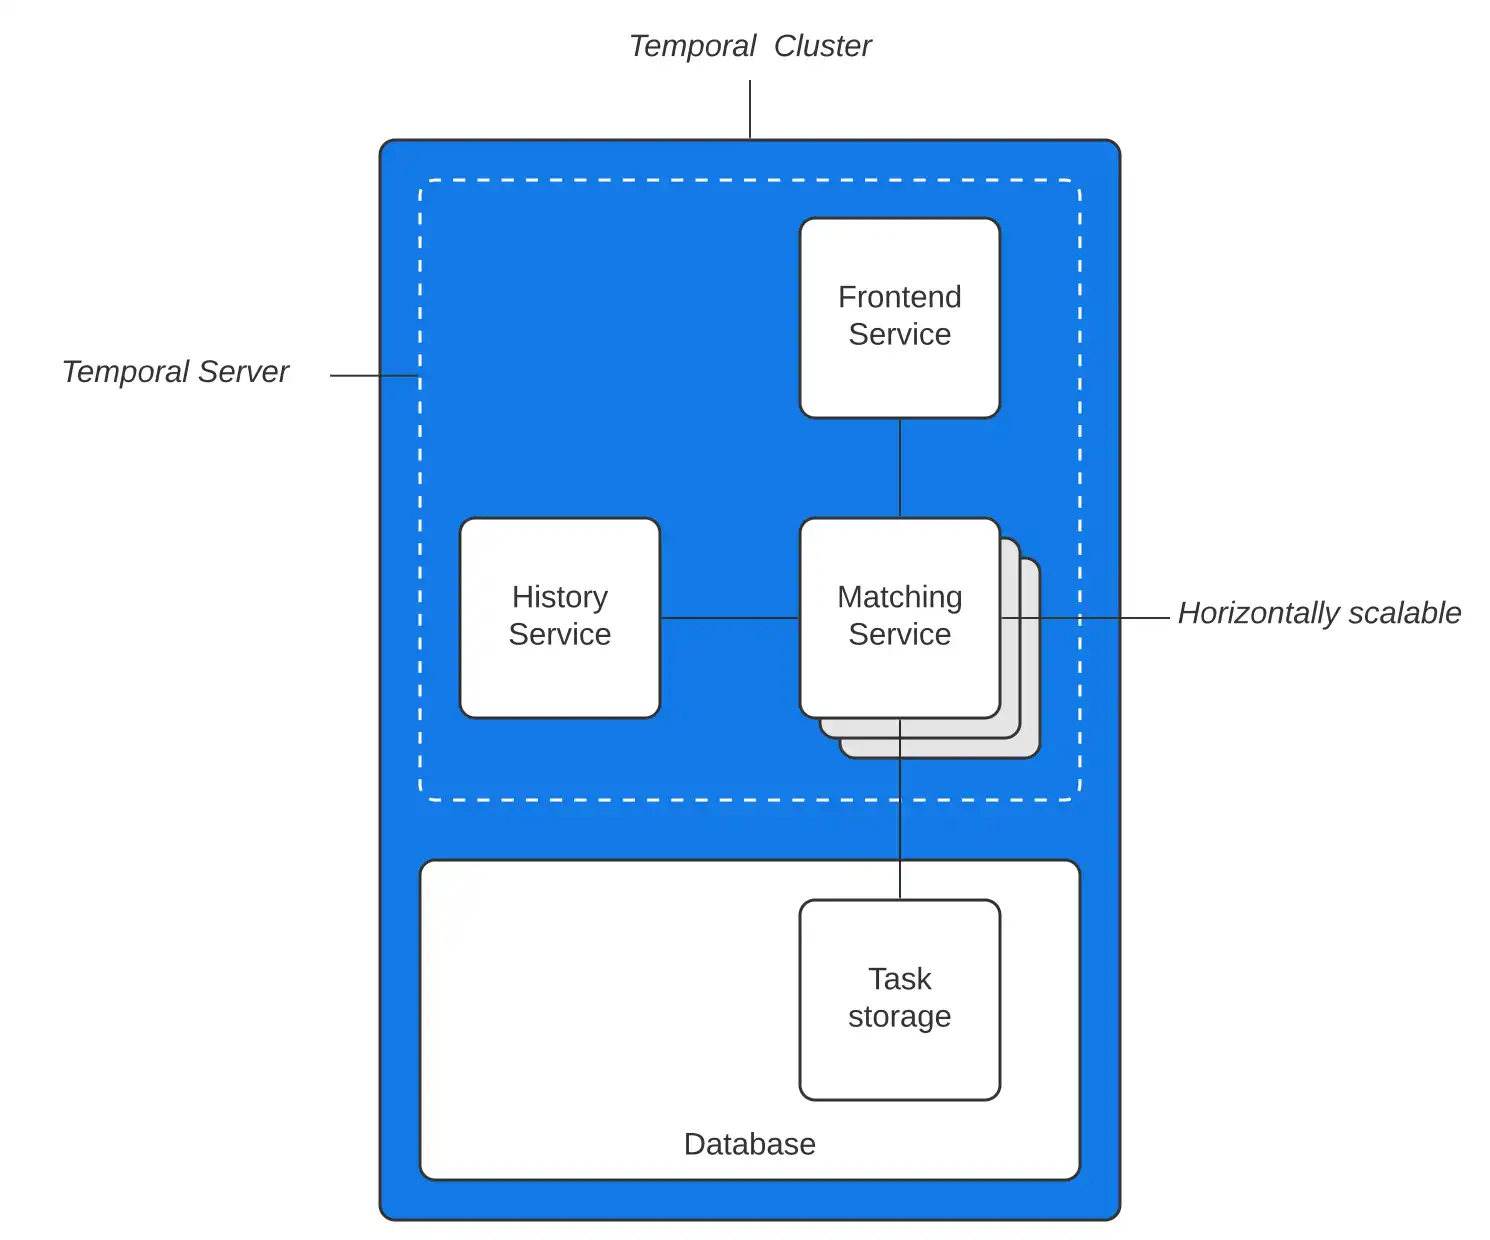 Temporal Cluster
Frontend
Service
Temporal Server
History
Service
Matching
Service
Horizontally scalable
Task
storage
Database